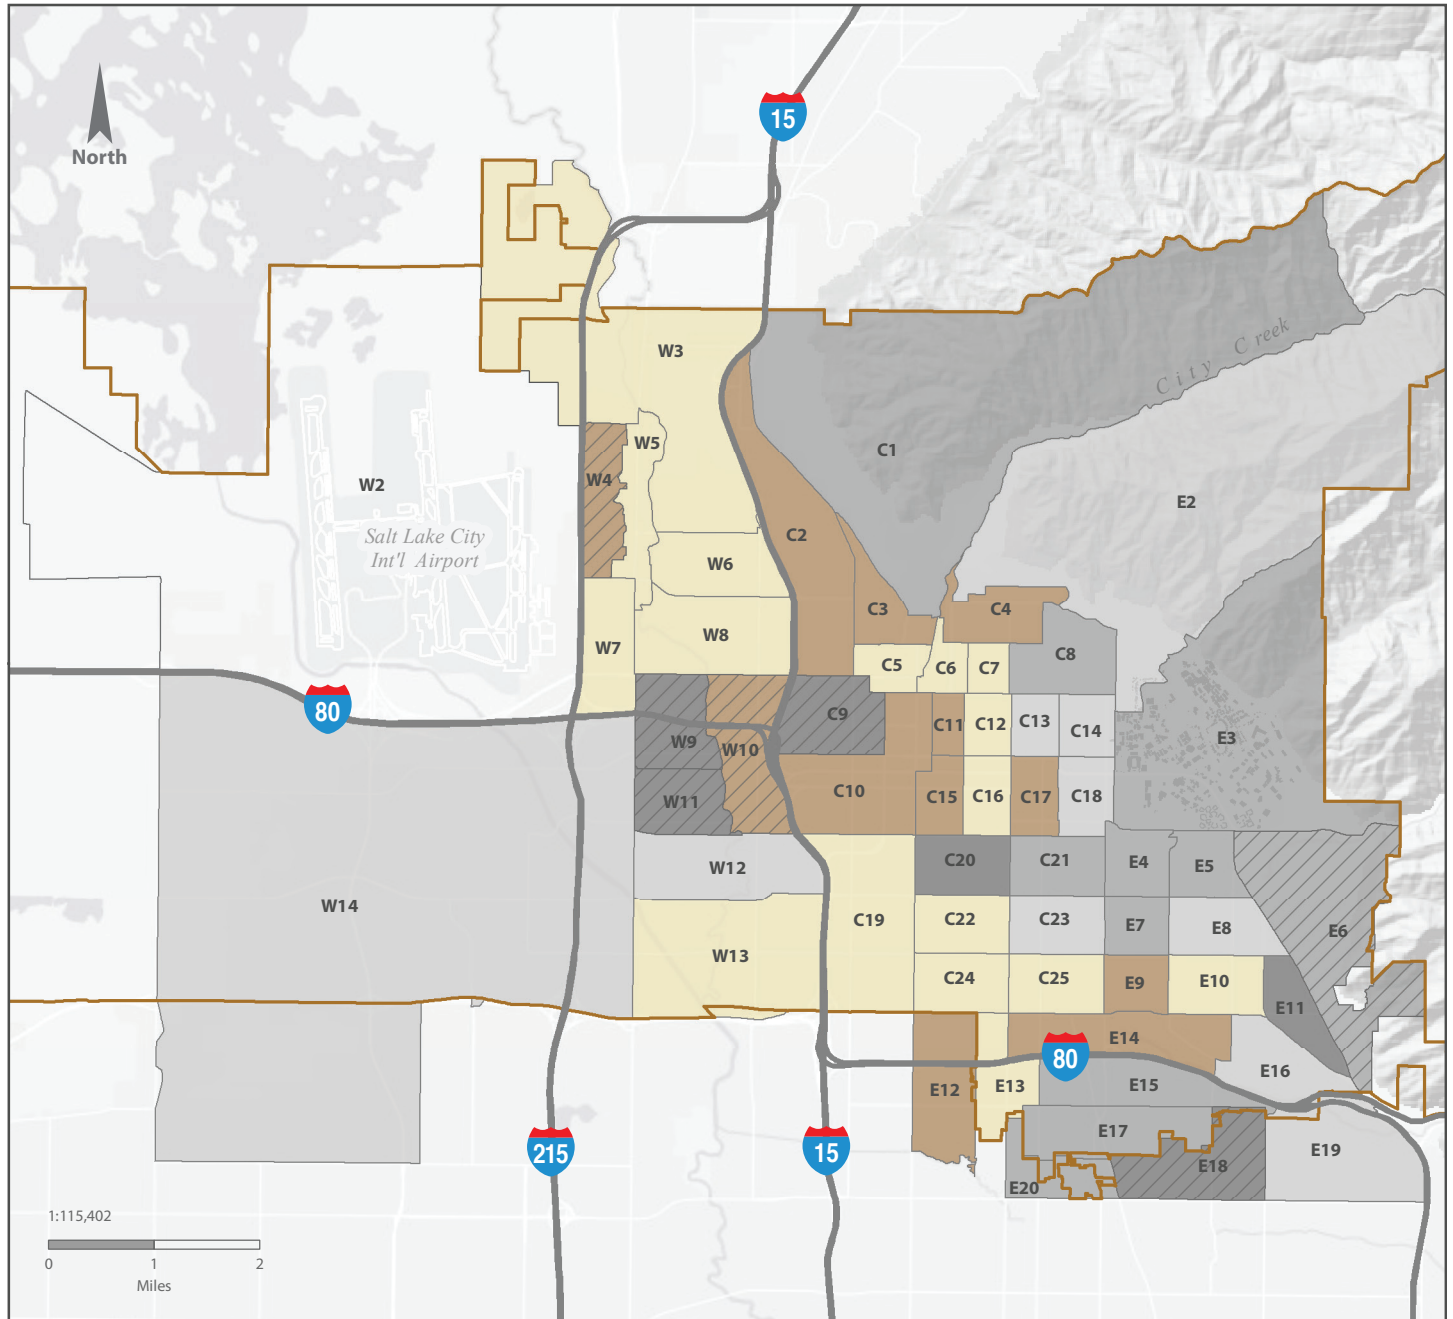 15
North
W3
City Creek
W5
C1
W4
W2
E2
Salt Lake City
Int'l Airport
C2
W6
C3
C4
W8
W7
C8
C5
C6
C7
80
C9
C11
C12
C13
C14
E3
W9
W10
C10
C15
C16
C17
C18
W11
W12
C20
C21
E4
E5
W14
C19
C22
C23
E7
E8
E6
W13
C24
C25
E9
E10
E11
E14
80
E12
E13
E15
E16
215
15
E17
E19
E18
E20
1:115,402
0 1 2
Miles